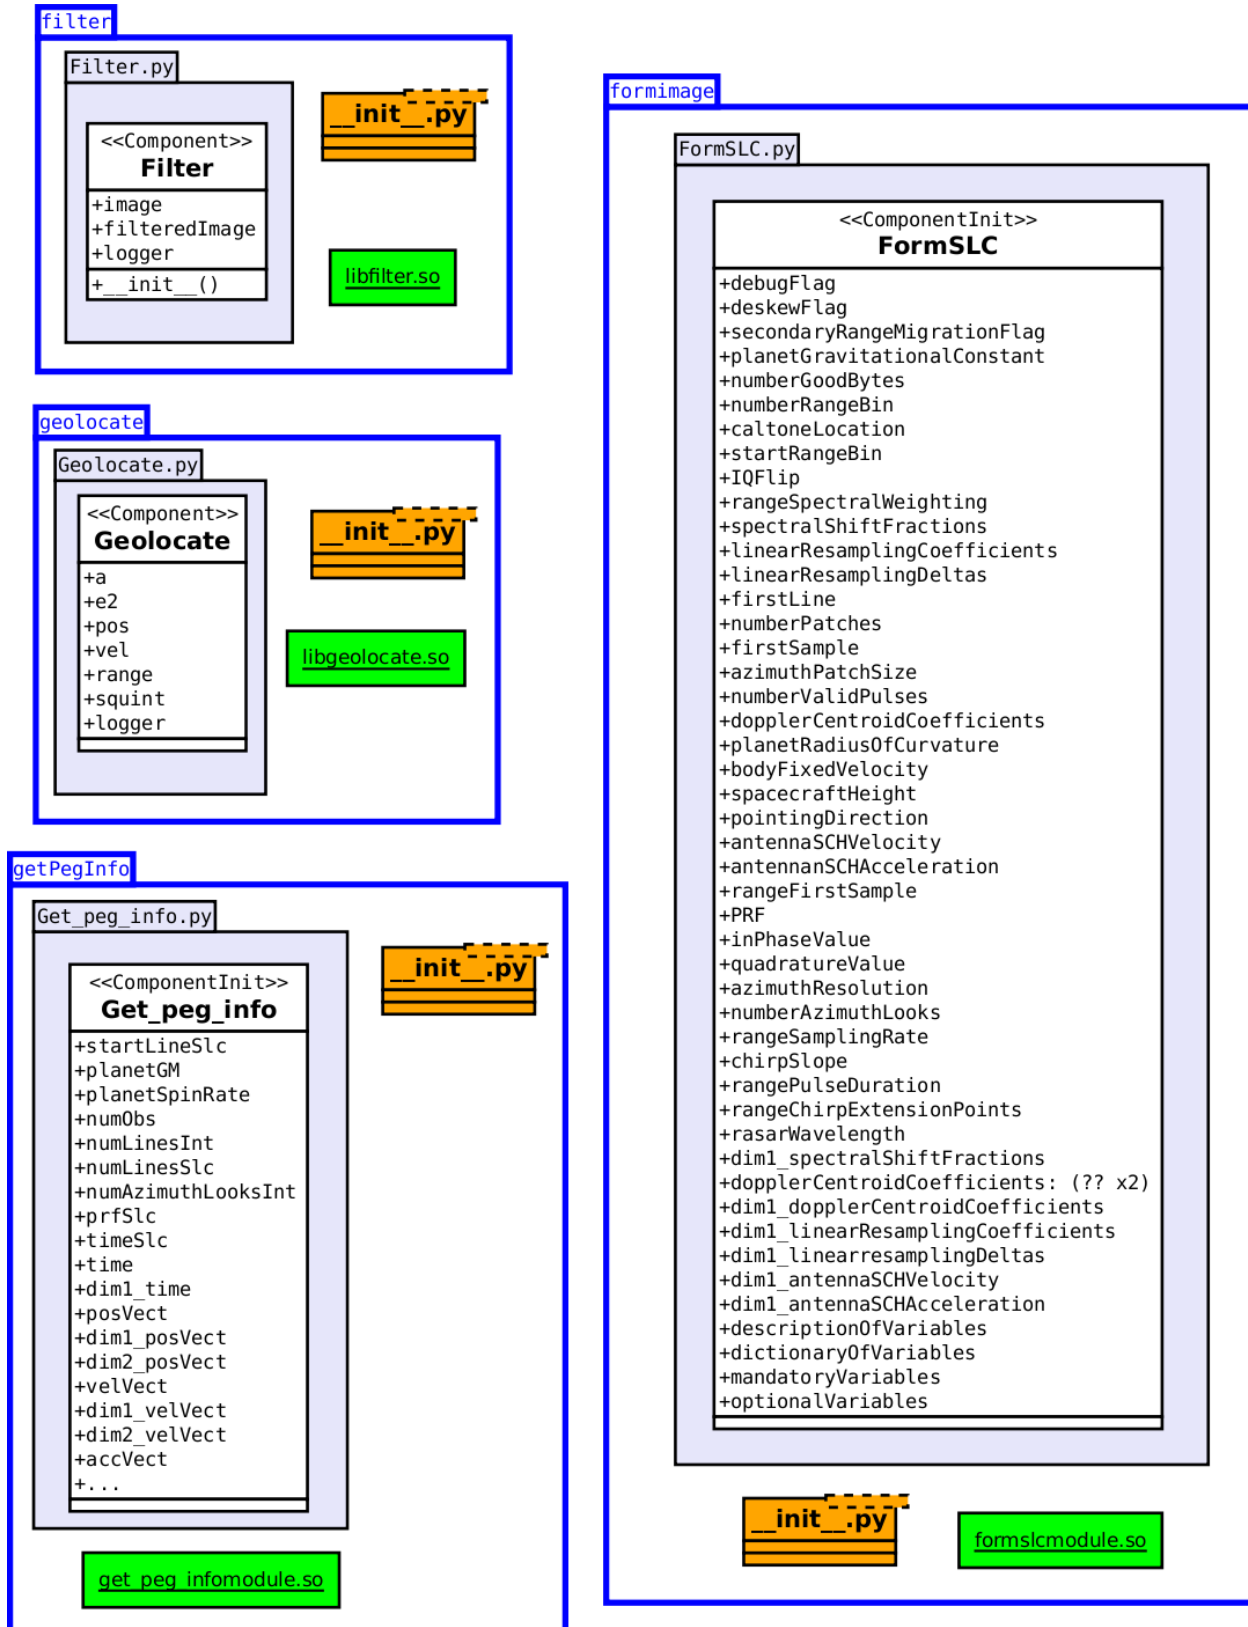 filter
Filter.py
<<Component>>
Filter
+image
+filteredImage
+logger
+__init__()
__init__.py
libfilter.so
geolocate
Geolocate.py
<<Component>>
Geolocate
+a
+e2
+pos
+vel
+range
+squint
+logger
__init__.py
libgeolocate.so
getPegInfo
Get_peg_info.py
<<ComponentInit>>
Get_peg_info
+startLineSlc
+planetGM
+planetSpinRate
+numObs
+numLinesInt
+numLinesSlc
+numAzimuthLooksInt
+prfSlc
+timeSlc
+time
+dim1_time
+posVect
+dim1_posVect
+dim2_posVect
+velVect
+dim1_velVect
+dim2_velVect
+accVect
+...
__init__.py
get_peg_infomodule.so
formimage
FormSLC.py
<<ComponentInit>>
FormSLC
+debugFlag
+deskewFlag
+secondaryRangeMigrationFlag
+planetGravitationalConstant
+numberGoodBytes
+numberRangeBin
+caltoneLocation
+startRangeBin
+IQFlip
+rangeSpectralWeighting
+spectralShiftFractions
+linearResamplingCoefficients
+linearResamplingDeltas
+firstLine
+numberPatches
+firstSample
+azimuthPatchSize
+numberValidPulses
+dopplerCentroidCoefficients
+planetRadiusOfCurvature
+bodyFixedVelocity
+spacecraftHeight
+pointingDirection
+antennaSCHVelocity
+antennanSCHAcceleration
+rangeFirstSample
+PRF
+inPhaseValue
+quadratureValue
+azimuthResolution
+numberAzimuthLooks
+rangeSamplingRate
+chirpSlope
+rangePulseDuration
+rangeChirpExtensionPoints
+rasarWavelength
+dim1_spectralShiftFractions
+dopplerCentroidCoefficients: (?? x2)
+dim1_dopplerCentroidCoefficients
+dim1_linearResamplingCoefficients
+dim1_linearresamplingDeltas
+dim1_antennaSCHVelocity
+dim1_antennaSCHAcceleration
+descriptionOfVariables
+dictionaryOfVariables
+mandatoryVariables
+optionalVariables
__init__.py
formslcmodule.so